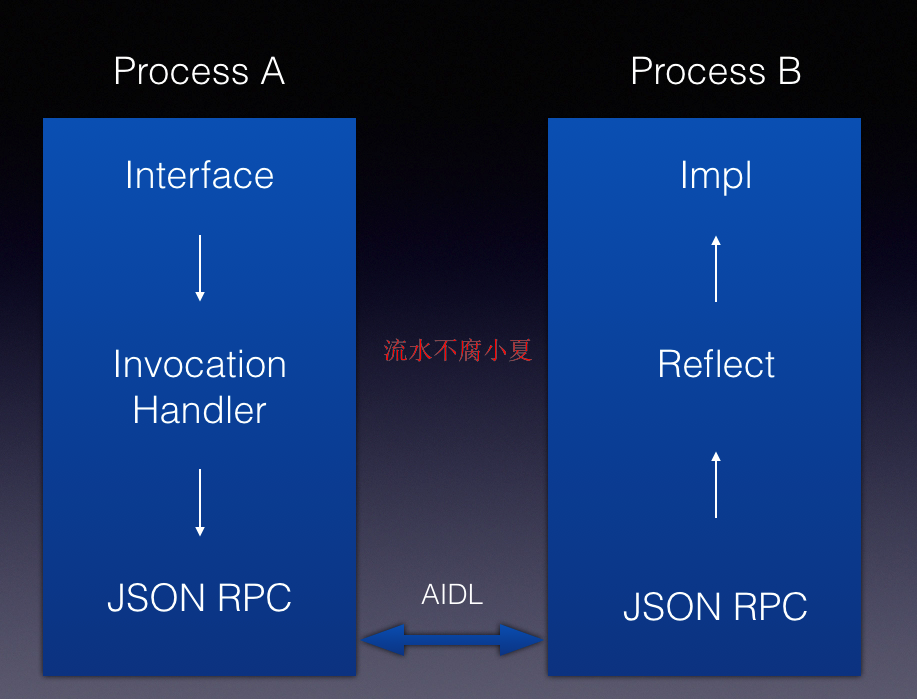 Process A
Interface
Invocation
Handler
JSON RPC
流水不腐小夏
AIDL
Process B
Impl
Reflect
JSON RPC